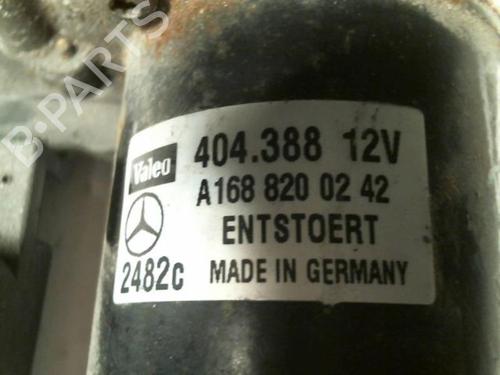 B-PARTS
Valeo 404.388 12V
A168 820 02 42
ENTSTOERT
2482c MADE IN GERMANY